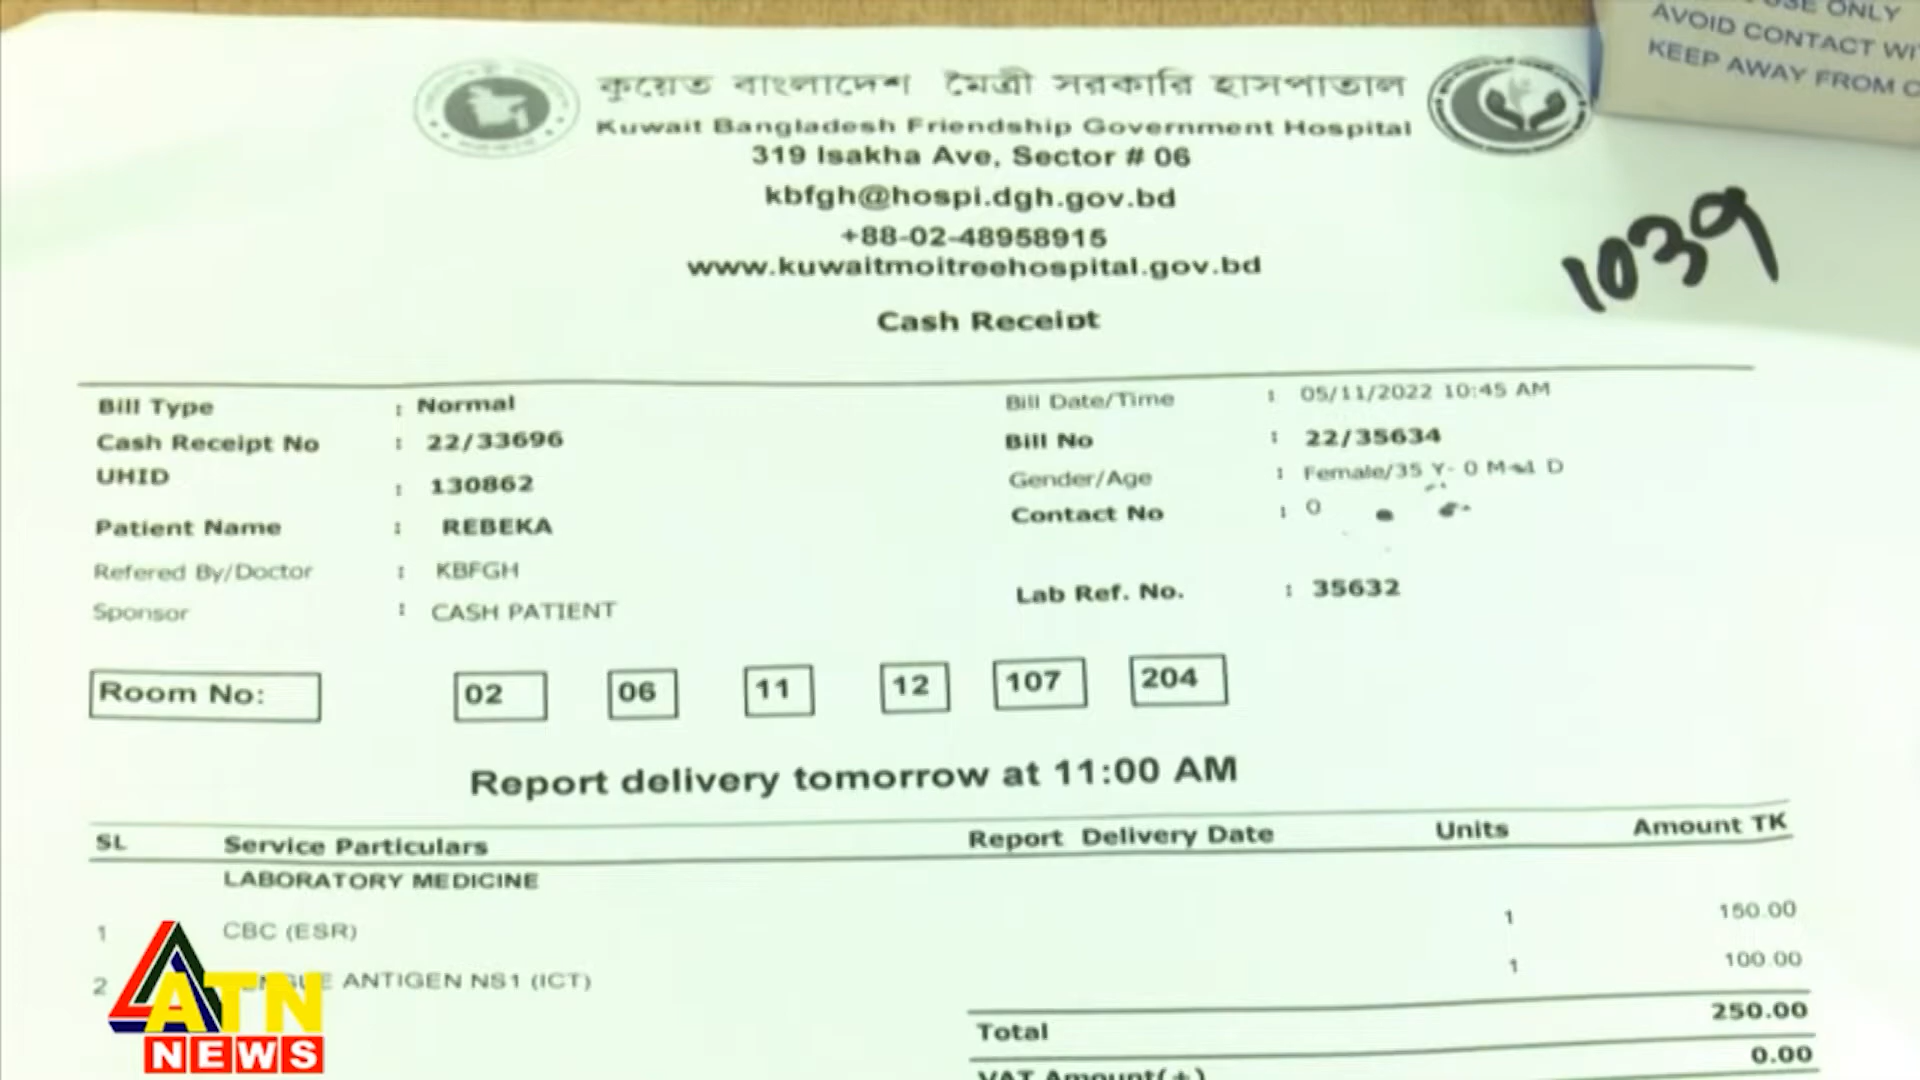 USE ONLY
AVOID CONTACT WI
KEEP AWAY FROM C
কুয়েত বাংলাদেশ মৈত্রী সরকারি হাসপাতাল
Kuwait Bangladesh Friendship Government Hospital
319 Isakha Ave, Sector # 06
kbfgh@hospi.dgh.gov.bd
+88-02-48958915
www.kuwaitmoitreehospital.gov.bd
1039
Cash Receipt
Bill Type : Normal Bill Date/Time : 05/11/2022 10:45 AM
Cash Receipt No : 22/33696 Bill No : 22/35634
UHID : 130862 Gender/Age : Female/35 Y- 0 M-1 D
Patient Name : REBEKA Contact No : 0
Refered By/Doctor : KBFGH
Sponsor : CASH PATIENT Lab Ref. No. : 35632
Room No: 02 06 11 12 107 204
Report delivery tomorrow at 11:00 AM
SL Service Particulars Report Delivery Date Units Amount TK
LABORATORY MEDICINE
1 CBC (ESR) 1 150.00
2 ANTIGEN NS1 (ICT) 1 100.00
Total 250.00
VAT Amount(+) 0.00
ATN
NEWS